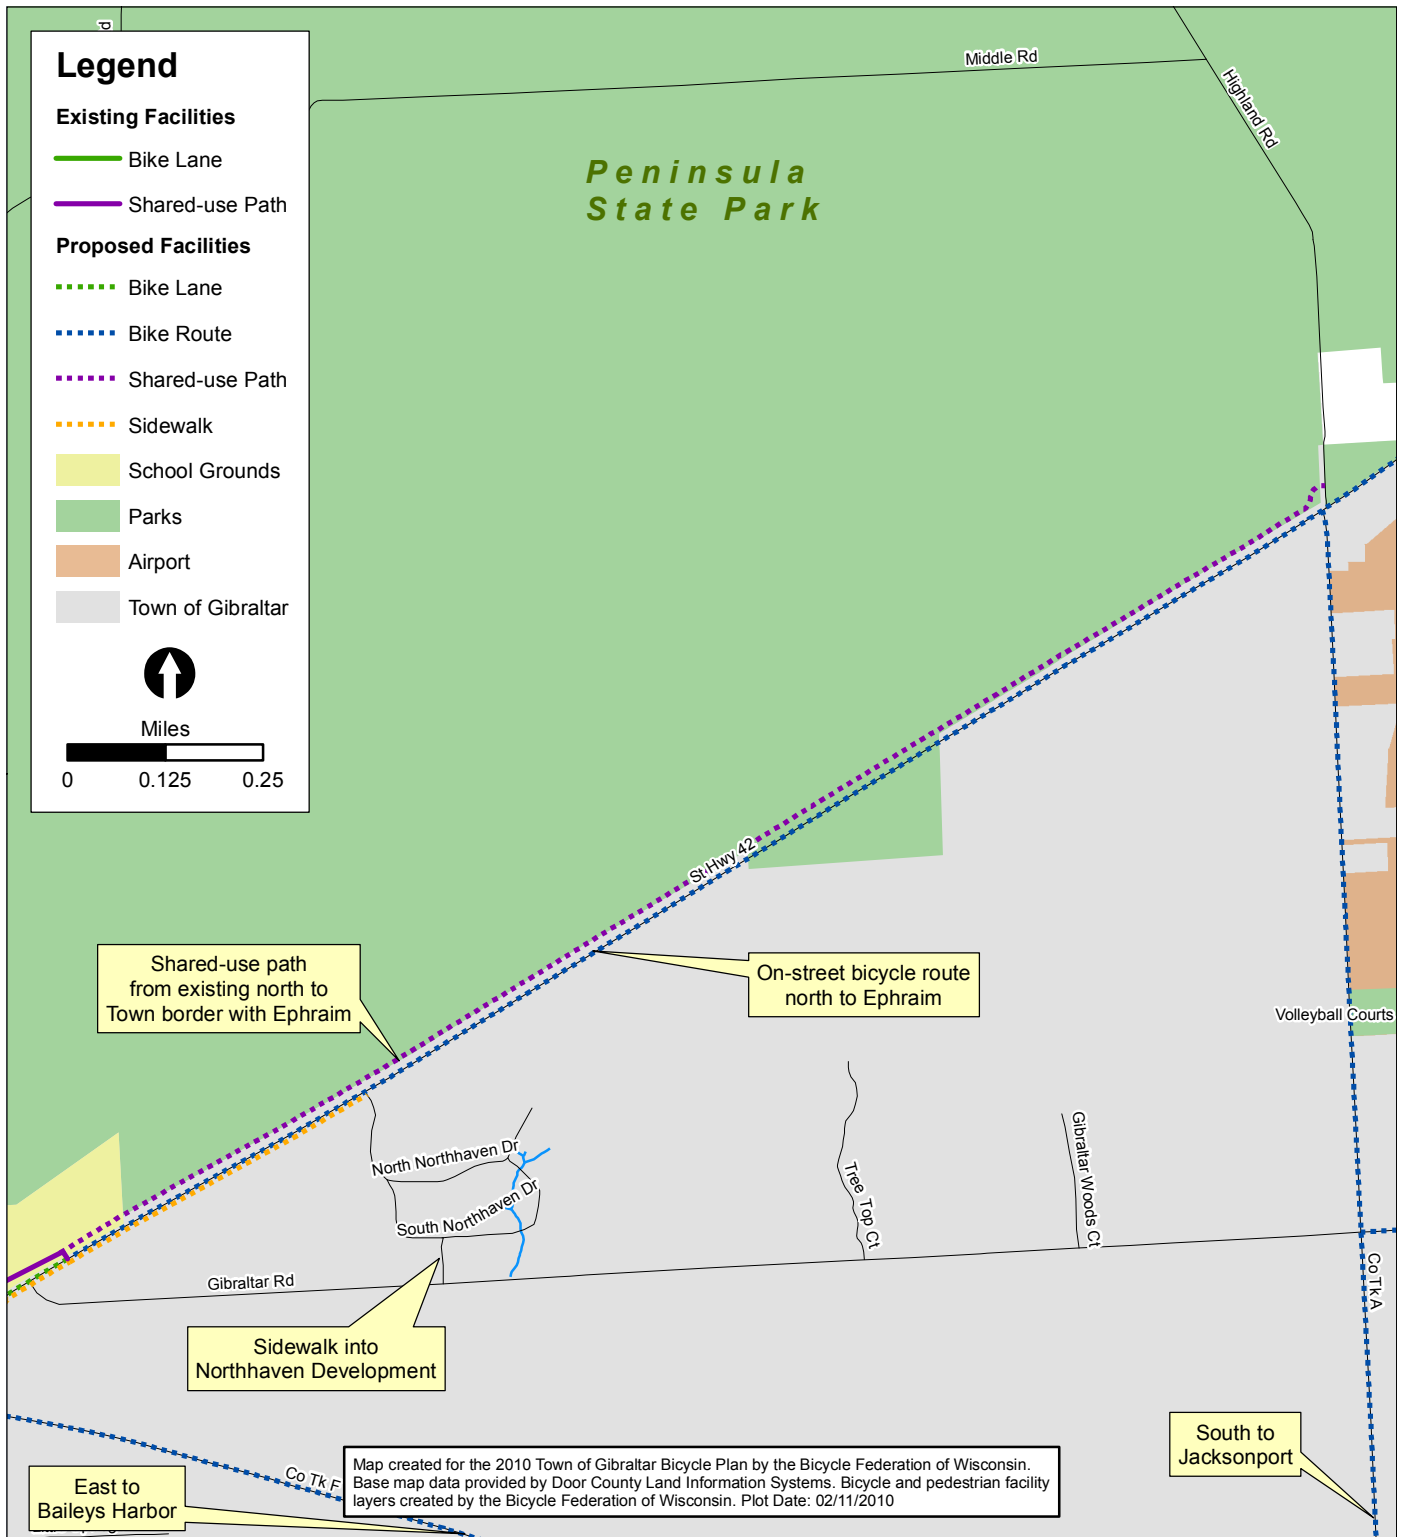 Legend
Existing Facilities
Bike Lane
Shared-use Path
Proposed Facilities
Bike Lane
Bike Route
Shared-use Path
Sidewalk
School Grounds
Parks
Airport
Town of Gibraltar
Miles
0 0.125 0.25
Middle Rd
Highland Rd
Peninsula
State Park
St Hwy 42
Shared-use path
from existing north to
Town border with Ephraim
On-street bicycle route
north to Ephraim
Volleyball Courts
North Northhaven Dr
South Northhaven Dr
Tree Top Ct
Gibraltar Woods Ct
Gibraltar Rd
Co Tk A
Sidewalk into
Northhaven Development
South to
Jacksonport
Co Tk F
East to
Baileys Harbor
Map created for the 2010 Town of Gibraltar Bicycle Plan by the Bicycle Federation of Wisconsin.
Base map data provided by Door County Land Information Systems. Bicycle and pedestrian facility
layers created by the Bicycle Federation of Wisconsin. Plot Date: 02/11/2010